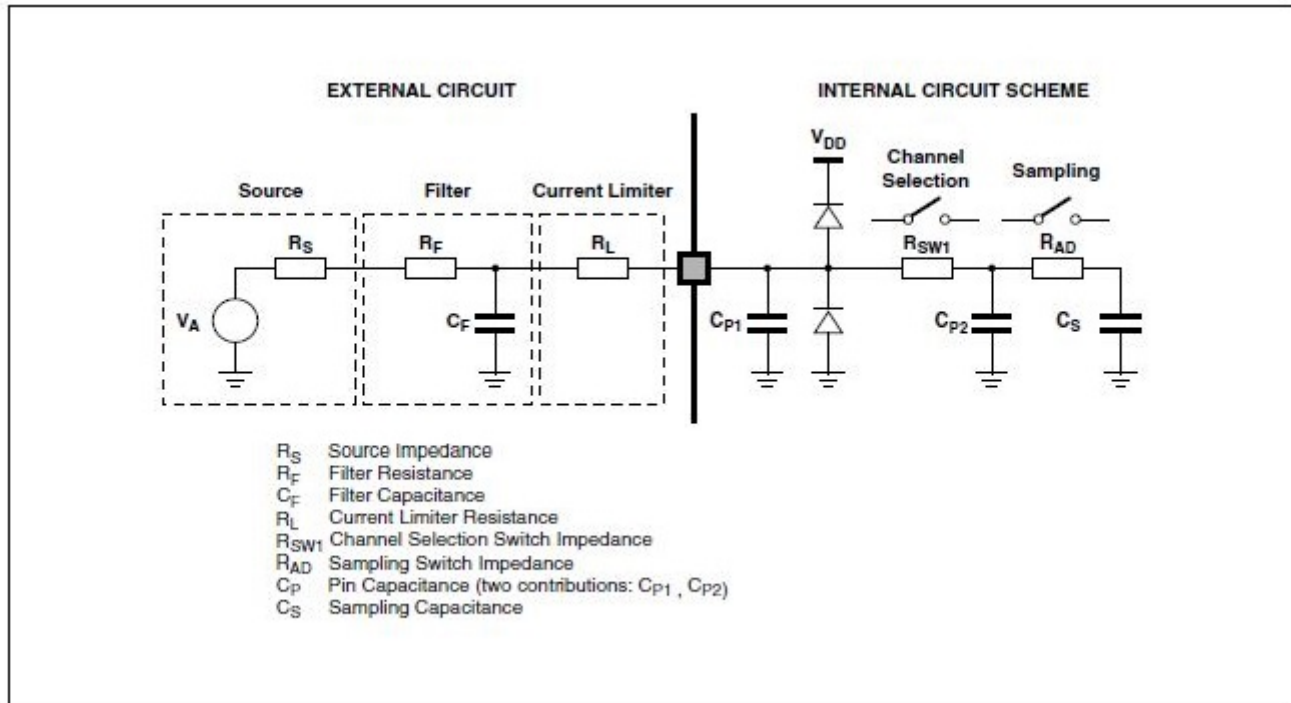 EXTERNAL CIRCUIT
INTERNAL CIRCUIT SCHEME
VDD
Channel
Selection
Sampling
Source
Filter
Current Limiter
RS
RF
RL
RSW1
RAD
VA
CF
CP1
CP2
CS
RS Source Impedance
RF Filter Resistance
CF Filter Capacitance
RL Current Limiter Resistance
RSW1 Channel Selection Switch Impedance
RAD Sampling Switch Impedance
CP Pin Capacitance (two contributions: CP1 , CP2)
CS Sampling Capacitance